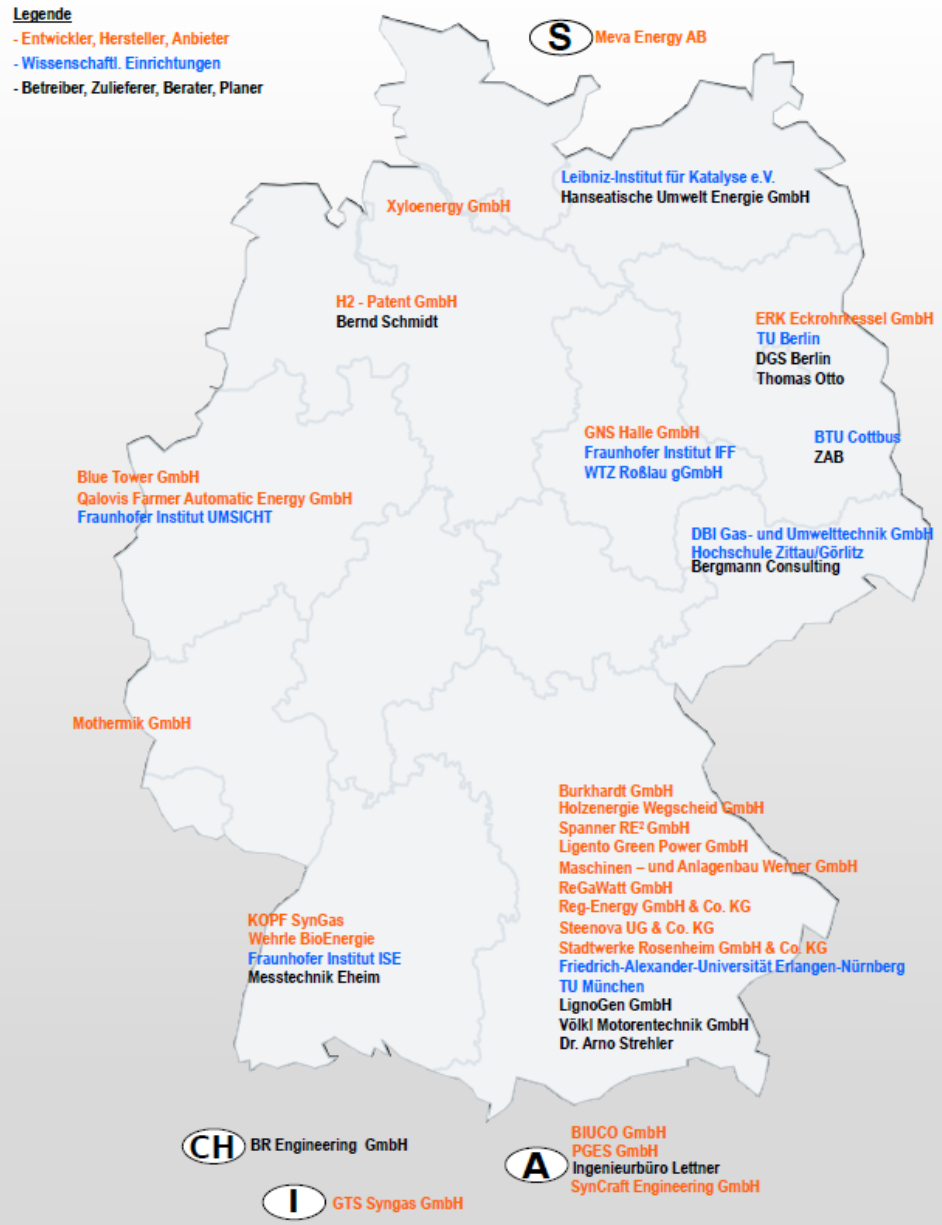 Legende
- Entwickler, Hersteller, Anbieter
- Wissenschaftl. Einrichtungen
- Betreiber, Zulieferer, Berater, Planer
S Meva Energy AB
Leibniz-Institut für Katalyse e.V.
Hanseatische Umwelt Energie GmbH
Xyloenergy GmbH
H2 - Patent GmbH
Bernd Schmidt
ERK Eckrohrkessel GmbH
TU Berlin
DGS Berlin
Thomas Otto
GNS Halle GmbH
Fraunhofer Institut IFF
WTZ Roßlau gGmbH
BTU Cottbus
ZAB
Blue Tower GmbH
Qalovis Farmer Automatic Energy GmbH
Fraunhofer Institut UMSICHT
DBI Gas- und Umwelttechnik GmbH
Hochschule Zittau/Görlitz
Bergmann Consulting
Mothermik GmbH
Burkhardt GmbH
Holzenergie Wegscheid GmbH
Spanner RE² GmbH
Ligento Green Power GmbH
Maschinen – und Anlagenbau Werner GmbH
ReGaWatt GmbH
Reg-Energy GmbH & Co. KG
Steenova UG & Co. KG
Stadtwerke Rosenheim GmbH & Co. KG
Friedrich-Alexander-Universität Erlangen-Nürnberg
TU München
LignoGen GmbH
Völkl Motorentechnik GmbH
Dr. Arno Strehler
KOPF SynGas
Wehrle BioEnergie
Fraunhofer Institut ISE
Messtechnik Eheim
CH BR Engineering GmbH
I GTS Syngas GmbH
A
BIUCO GmbH
PGES GmbH
Ingenieurbüro Lettner
SynCraft Engineering GmbH